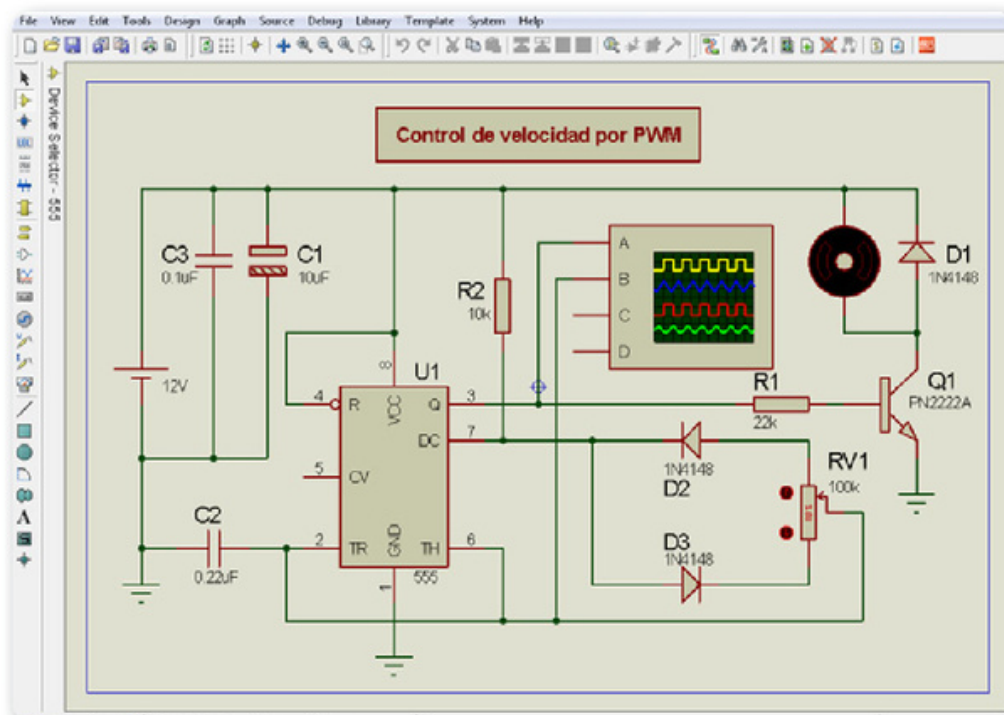 File View Edit Tools Design Graph Source Debug Library Template System Help
Device Selector - 555
Control de velocidad por PWM
C3
0.1uF
C1
10uF
12V
R2
10k
A
B
C
D
D1
1N4148
U1
8
4
R
VCC
Q
3
DC
7
5
CV
2
TR
GND
TH
6
1
555
R1
22k
Q1
PN2222A
1N4148
D2
RV1
100k
D3
1N4148
C2
0.22uF
A